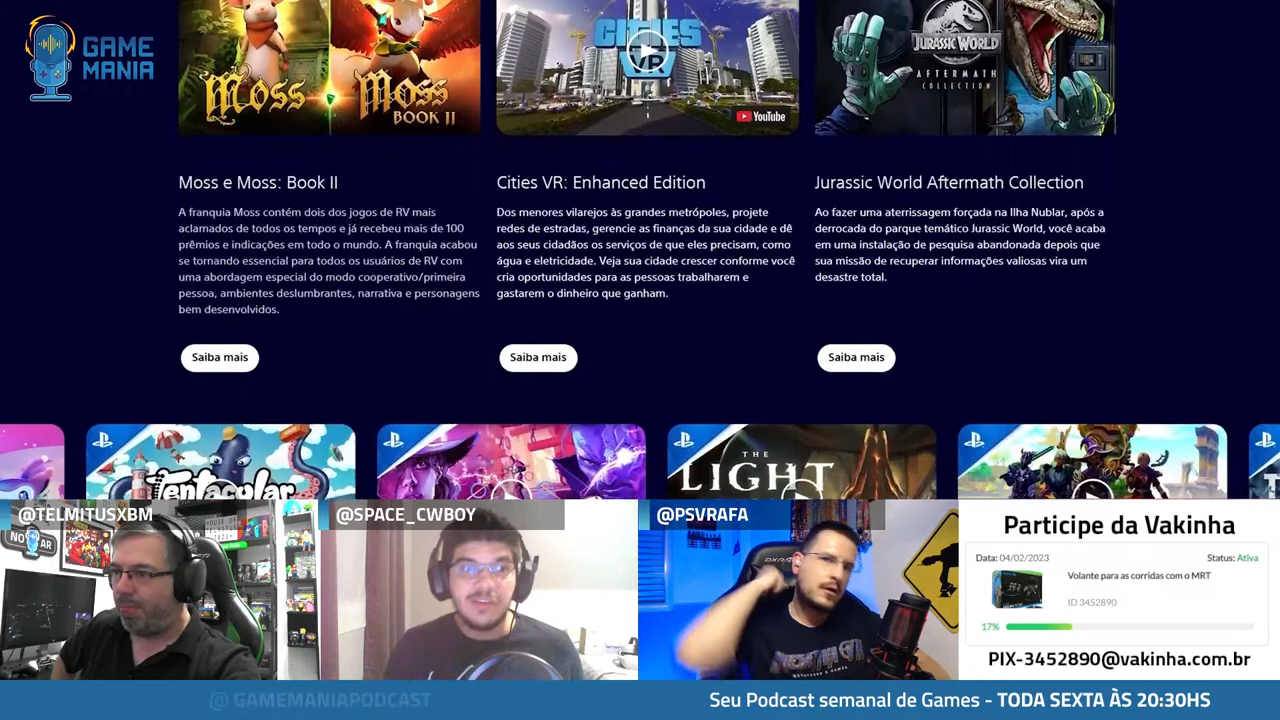 GAME
MANIA
Moss
Moss
BOOK II
CITIES
VR
YouTube
JURASSIC WORLD
AFTERMATH
COLLECTION
Moss e Moss: Book II
Cities VR: Enhanced Edition
Jurassic World Aftermath Collection
A franquia Moss contém dois dos jogos de RV mais
aclamados de todos os tempos e já recebeu mais de 100
prêmios e indicações em todo o mundo. A franquia acabou
se tornando essencial para todos os usuários de RV com
uma abordagem especial do modo cooperativo/primeira
pessoa, ambientes deslumbrantes, narrativa e personagens
bem desenvolvidos.
Dos menores vilarejos às grandes metrópoles, projete
redes de estradas, gerencie as finanças da sua cidade e dê
aos seus cidadãos os serviços de que eles precisam, como
água e eletricidade. Veja sua cidade crescer conforme você
cria oportunidades para as pessoas trabalharem e
gastarem o dinheiro que ganham.
Ao fazer uma aterrissagem forçada na Ilha Nublar, após a
derrocada do parque temático Jurassic World, você acaba
em uma instalação de pesquisa abandonada depois que
sua missão de recuperar informações valiosas vira um
desastre total.
Saiba mais
Saiba mais
Saiba mais
Tentacular
THE
LIGHT
@TELMITUSXBM
@SPACE_CWBOY
@PSVRAFA
NO AR
Participe da Vakinha
Data: 04/02/2023
Status: Ativa
Volante para as corridas com o MRT
ID 3452890
17%
PIX-3452890@vakinha.com.br
@ GAMEMANIAPODCAST
Seu Podcast semanal de Games - TODA SEXTA ÀS 20:30HS